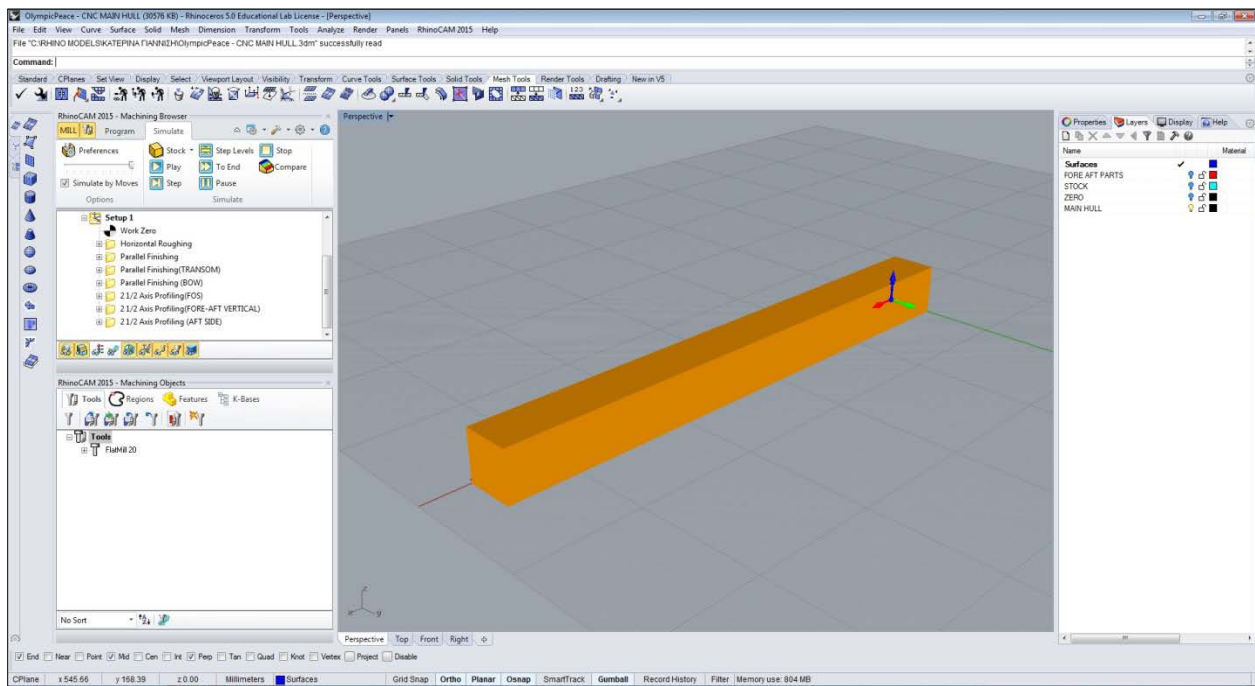 OlympicPeace - CNC MAIN HULL (30576 KB) - Rhinoceros 5.0 Educational Lab License - [Perspective]
File Edit View Curve Surface Solid Mesh Dimension Transform Tools Analyze Render Panels RhinoCAM 2015 Help
File "C:\RHINO MODELS\ΚΑΤΕΡΙΝΑ ΓΙΑΝΝΙΣΗ\OlympicPeace - CNC MAIN HULL.3dm" successfully read
Command:
Standard CPlanes Set View Display Select Viewport Layout Visibility Transform Curve Tools Surface Tools Solid Tools Mesh Tools Render Tools Drafting New in V5
RhinoCAM 2015 - Machining Browser
MILL Program Simulate
Preferences Stock Step Levels Stop
Play To End Compare
Simulate by Moves Step Pause
Options Simulate
Setup 1
Work Zero
Horizontal Roughing
Parallel Finishing
Parallel Finishing(TRANSOM)
Parallel Finishing (BOW)
2 1/2 Axis Profiling(FOS)
2 1/2 Axis Profiling(FORE-AFT VERTICAL)
2 1/2 Axis Profiling (AFT SIDE)
RhinoCAM 2015 - Machining Objects
Tools Regions Features K-Bases
Tools
FlatMill 20
No Sort
Perspective
z
x y
Perspective Top Front Right
Properties Layers Display Help
Name Material
Surfaces
FORE AFT PARTS
STOCK
ZERO
MAIN HULL
End Near Point Mid Cen Int Perp Tan Quad Knot Vertex Project Disable
CPlane x 545.66 y 168.39 z 0.00 Millimeters Surfaces Grid Snap Ortho Planar Osnap SmartTrack Gumball Record History Filter Memory use: 804 MB